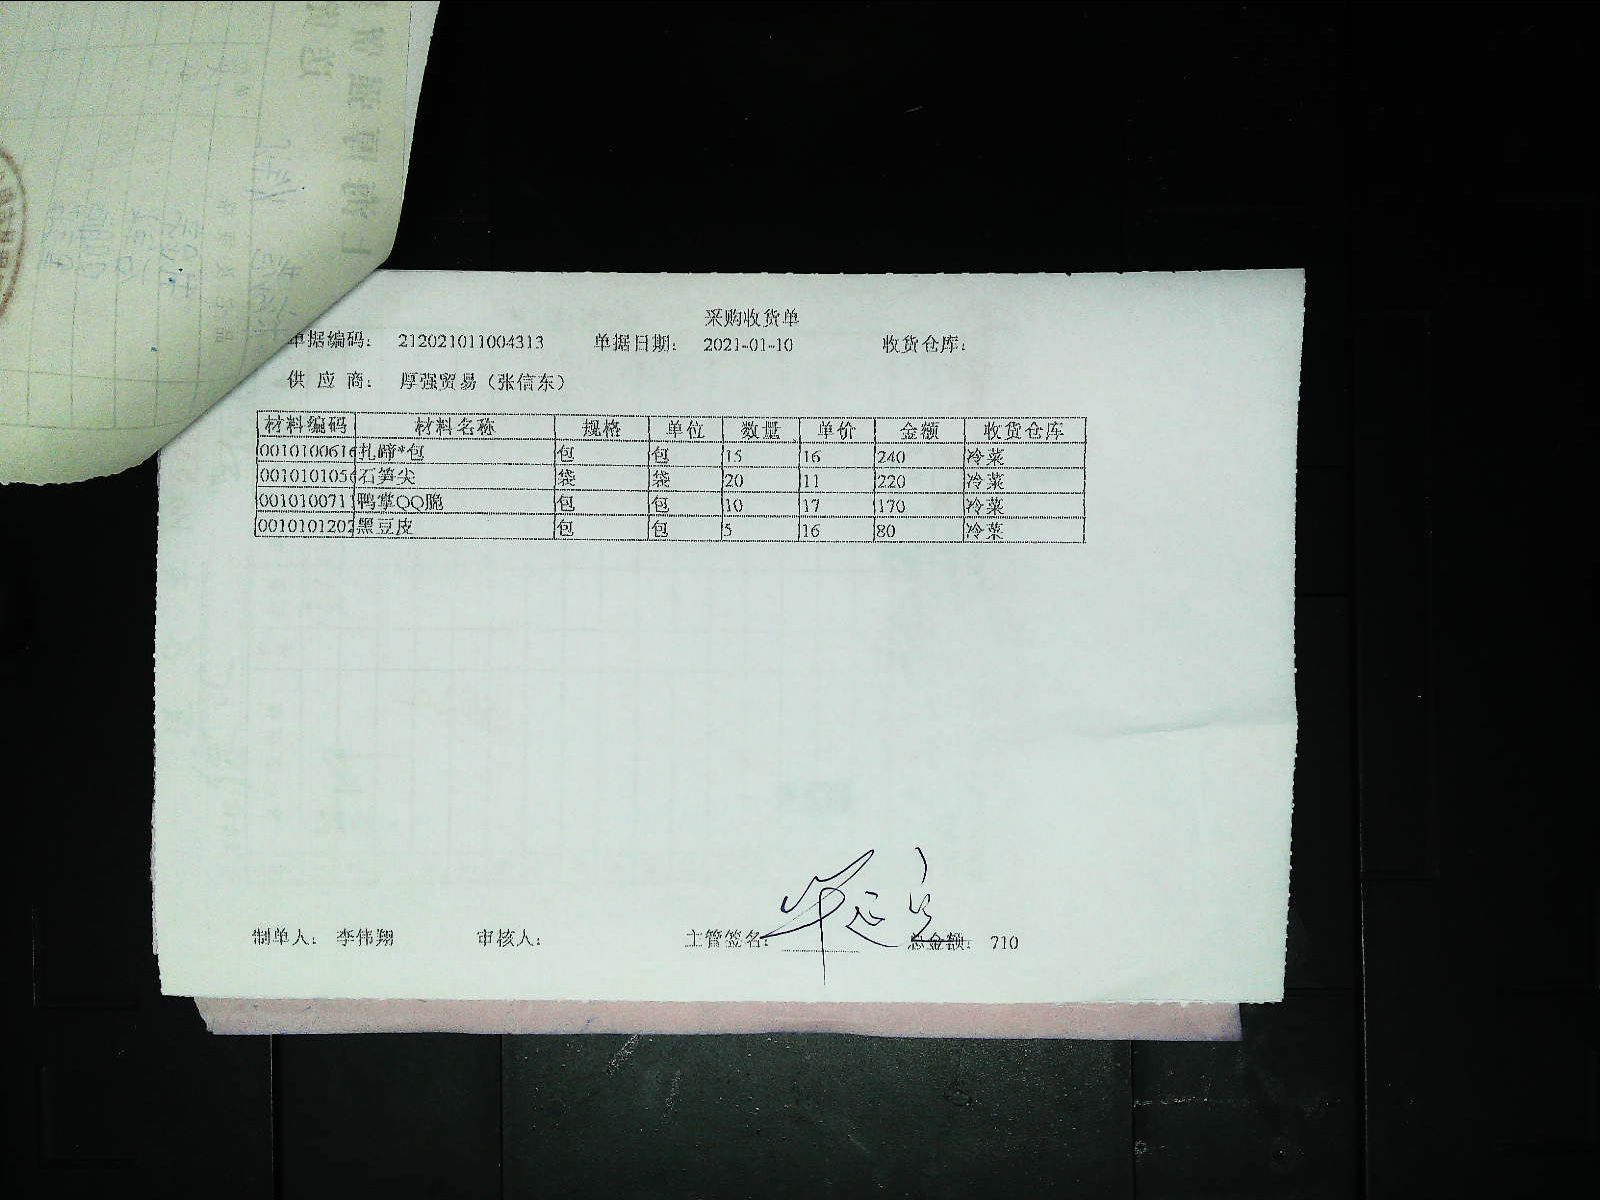 采购收货单
单据编码： 212021011004313 单据日期： 2021-01-10 收货仓库：
供 应 商： 厚强贸易（张信东）
材料编码 材料名称 规格 单位 数量 单价 金额 收货仓库
0010100616 扎蹄*包 包 包 15 16 240 冷菜
0010101056 石笋尖 袋 袋 20 11 220 冷菜
001010071 鸭掌QQ脆 包 包 10 17 170 冷菜
0010101202 黑豆皮 包 包 5 16 80 冷菜
制单人： 李伟翔 审核人： 主管签名： 总金额： 710